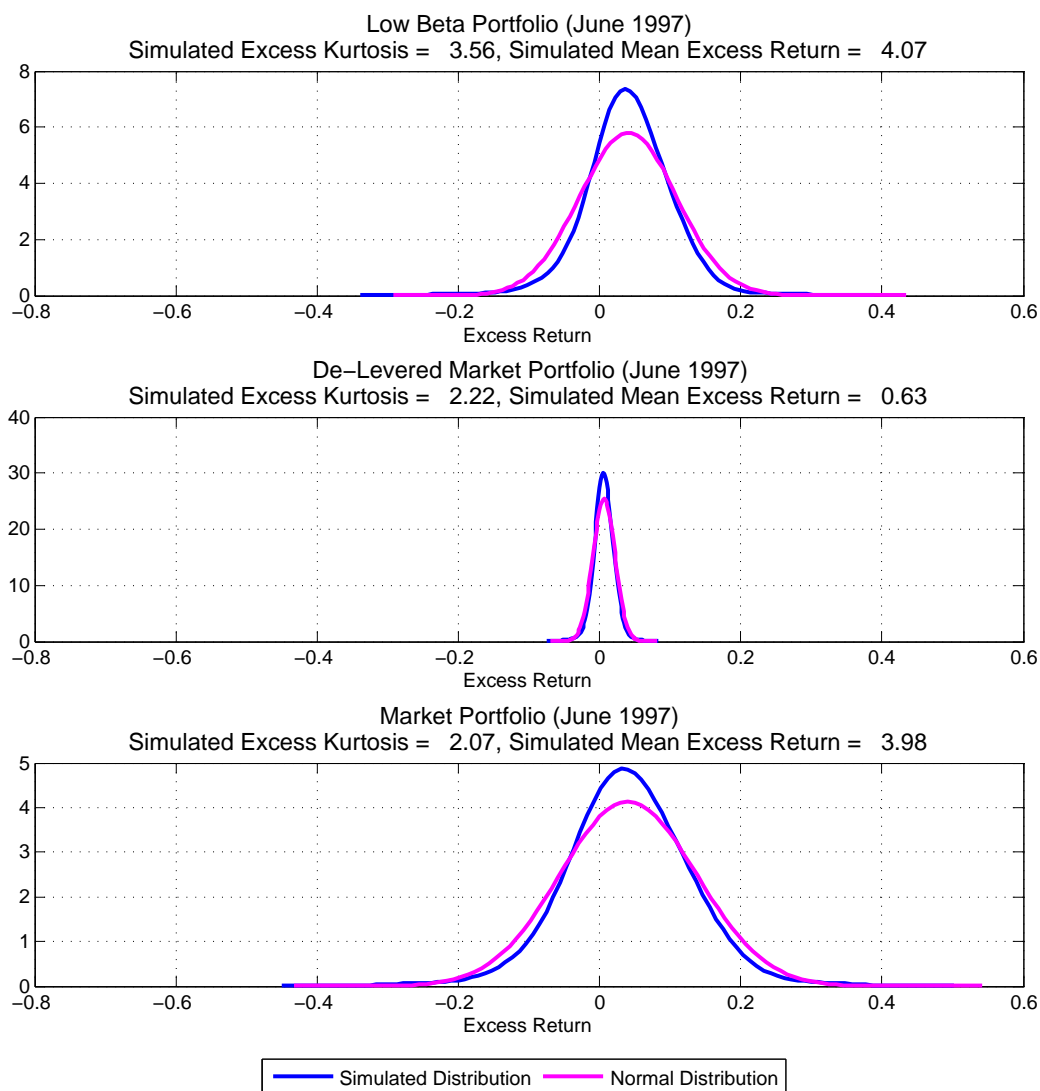 Low Beta Portfolio (June 1997)
Simulated Excess Kurtosis = 3.56, Simulated Mean Excess Return = 4.07
8
6
4
2
0
−0.8 −0.6 −0.4 −0.2 0 0.2 0.4 0.6
Excess Return
De−Levered Market Portfolio (June 1997)
Simulated Excess Kurtosis = 2.22, Simulated Mean Excess Return = 0.63
40
30
20
10
0
−0.8 −0.6 −0.4 −0.2 0 0.2 0.4 0.6
Excess Return
Market Portfolio (June 1997)
Simulated Excess Kurtosis = 2.07, Simulated Mean Excess Return = 3.98
5
4
3
2
1
0
−0.8 −0.6 −0.4 −0.2 0 0.2 0.4 0.6
Excess Return
Simulated Distribution Normal Distribution